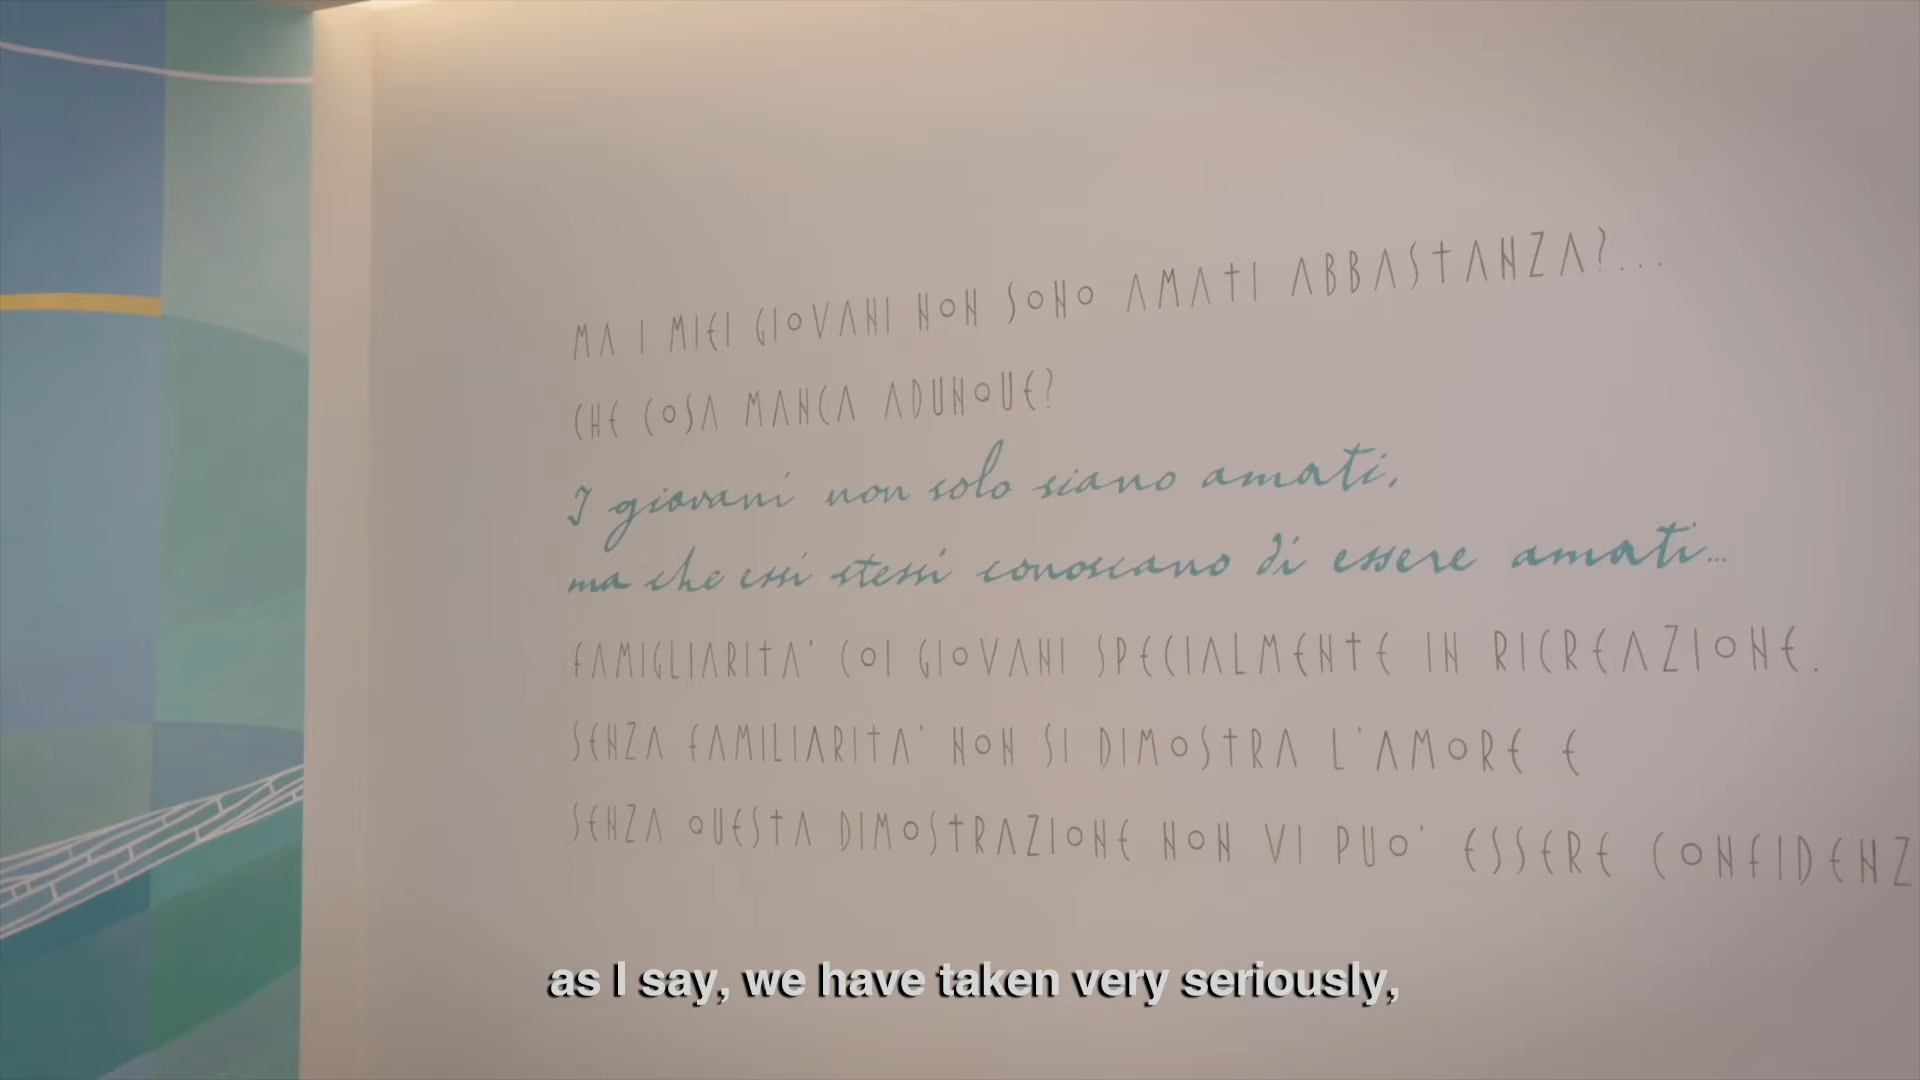 MA I MIEI GIOVANI NON SONO AMATI ABBASTANZA?...
CHE COSA MANCA ADUNQUE?
I giovani non solo siano amati,
ma che essi stessi conoscano di essere amati...
FAMIGLIARITA' COI GIOVANI SPECIALMENTE IN RICREAZIONE.
SENZA FAMILIARITA' NON SI DIMOSTRA L'AMORE E
SENZA QUESTA DIMOSTRAZIONE NON VI PUO' ESSERE CONFIDENZ
as I say, we have taken very seriously,